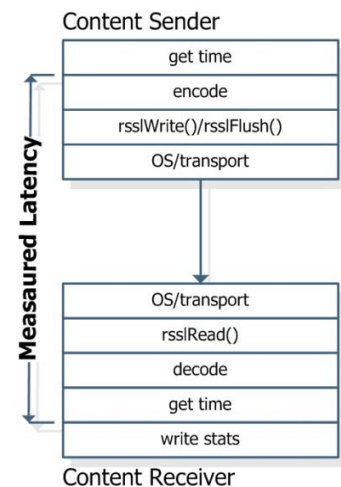 Content Sender
get time
encode
rsslWrite()/rsslFlush()
OS/transport
Measaured Latency
OS/transport
rsslRead()
decode
get time
write stats
Content Receiver